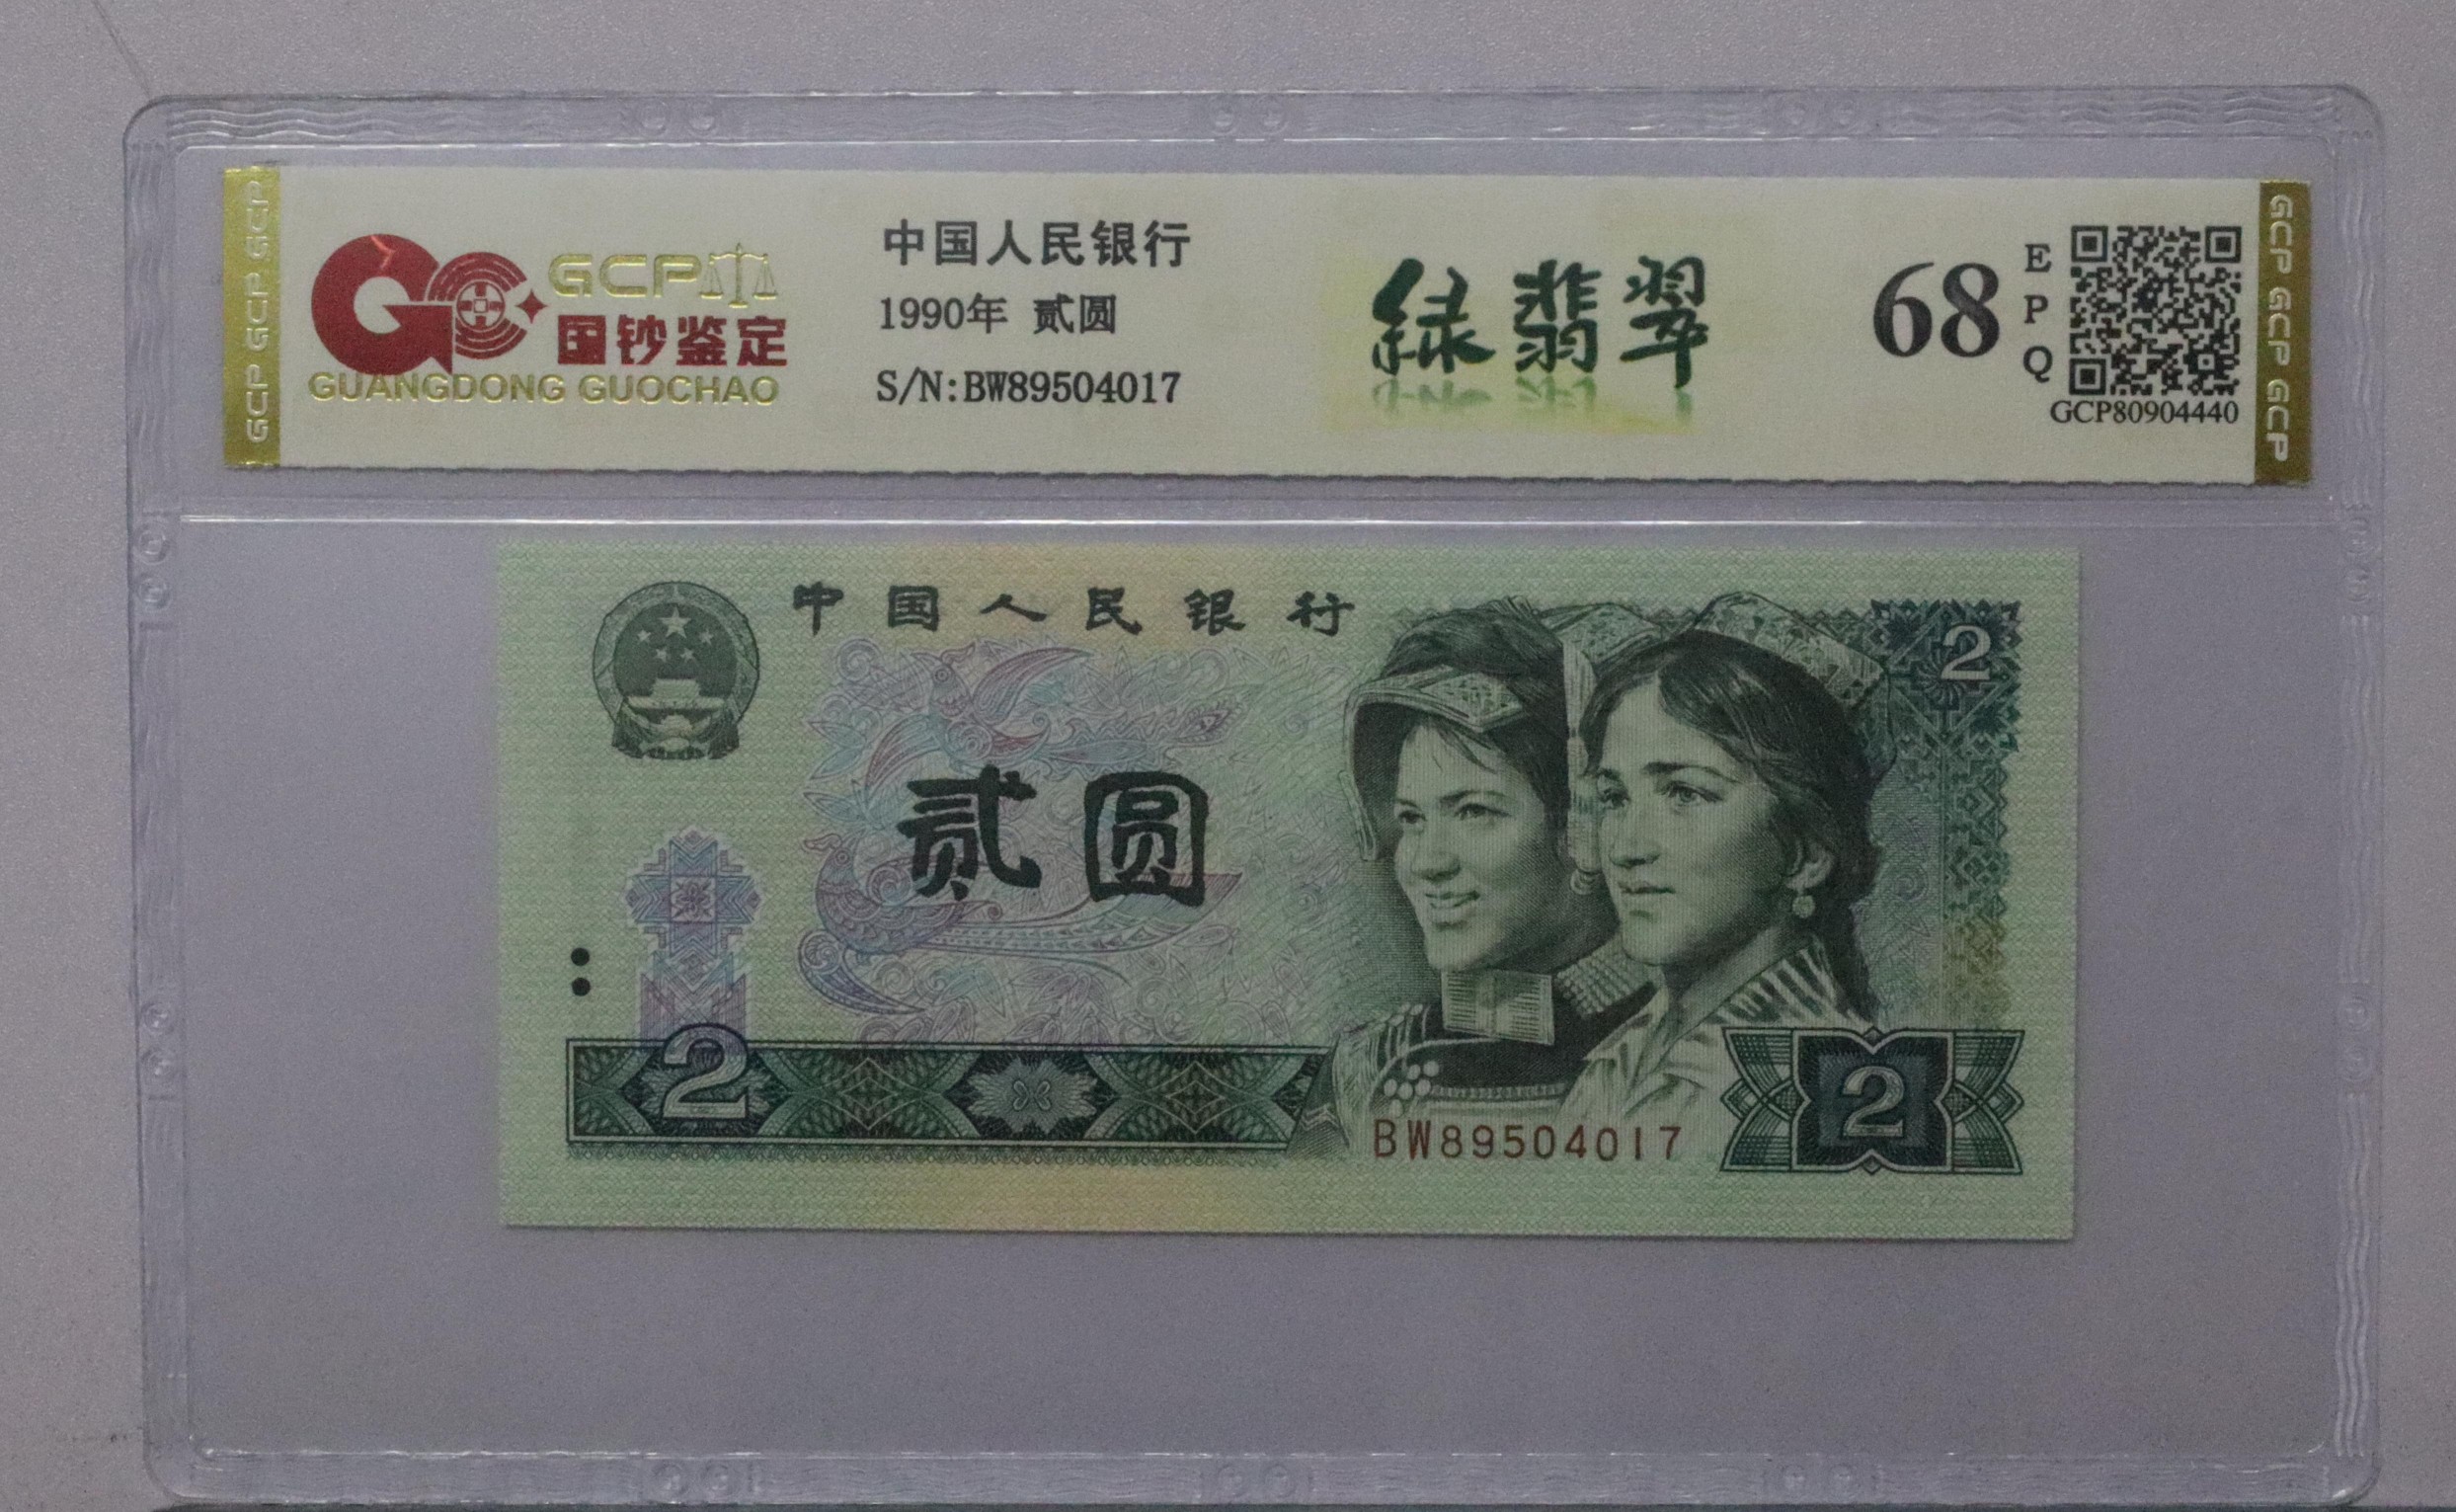 GCP GCP GCP
GCP
国钞鉴定
GUANGDONG GUOCHAO
中国人民银行
1990年 贰圆
S/N:BW89504017
绿翡翠
68
EPQ
GCP80904440
GCP GCP GCP
中国人民银行
2
贰圆
2
BW89504017
2